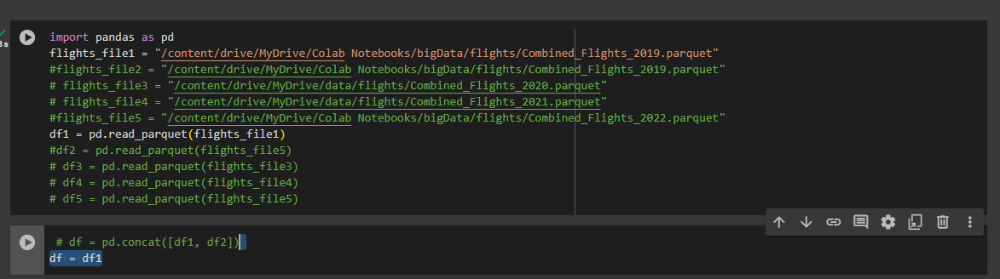 import pandas as pd
flights_file1 = "/content/drive/MyDrive/Colab Notebooks/bigData/flights/Combined_Flights_2019.parquet"
#flights_file2 = "/content/drive/MyDrive/Colab Notebooks/bigData/flights/Combined_Flights_2019.parquet"
# flights_file3 = "/content/drive/MyDrive/data/flights/Combined_Flights_2020.parquet"
# flights_file4 = "/content/drive/MyDrive/data/flights/Combined_Flights_2021.parquet"
#flights_file5 = "/content/drive/MyDrive/Colab Notebooks/bigData/flights/Combined_Flights_2022.parquet"
df1 = pd.read_parquet(flights_file1)
#df2 = pd.read_parquet(flights_file5)
# df3 = pd.read_parquet(flights_file3)
# df4 = pd.read_parquet(flights_file4)
# df5 = pd.read_parquet(flights_file5)
# df = pd.concat([df1, df2])
df = df1